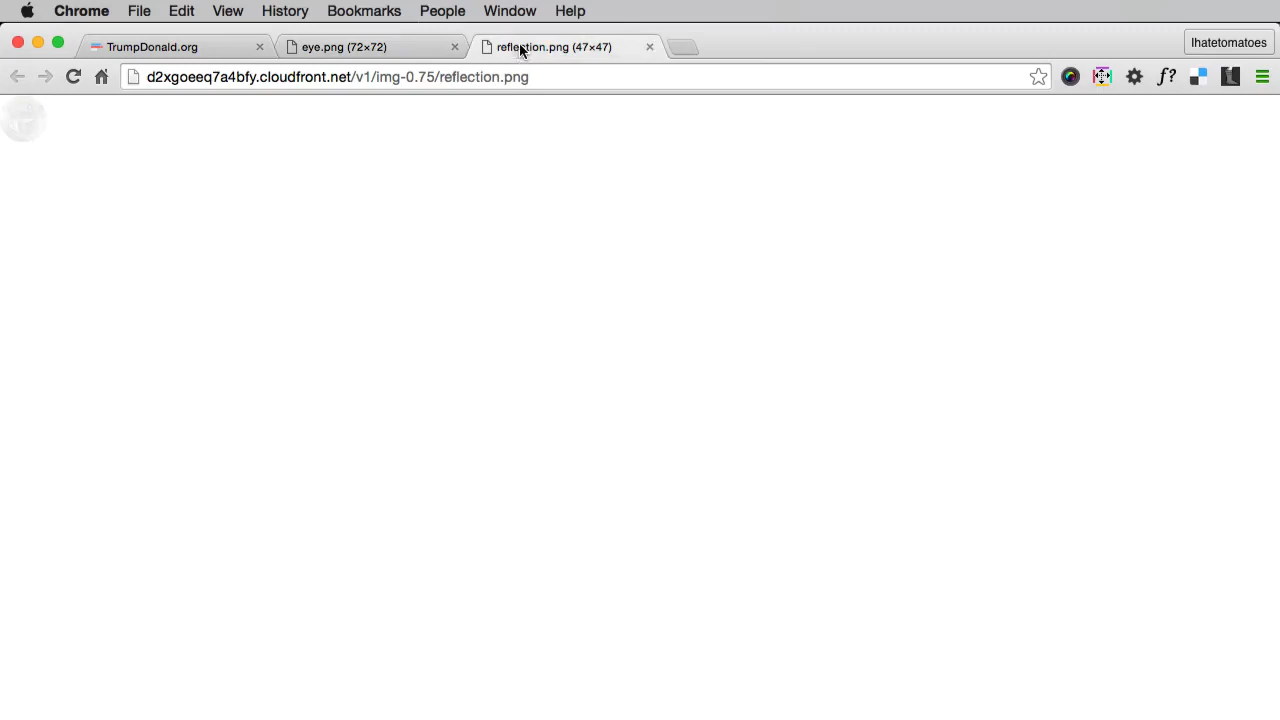 Chrome File Edit View History Bookmarks People Window Help
TrumpDonald.org eye.png (72×72) reflection.png (47×47) Ihatetomatoes
d2xgoeeq7a4bfy.cloudfront.net/v1/img-0.75/reflection.png f?